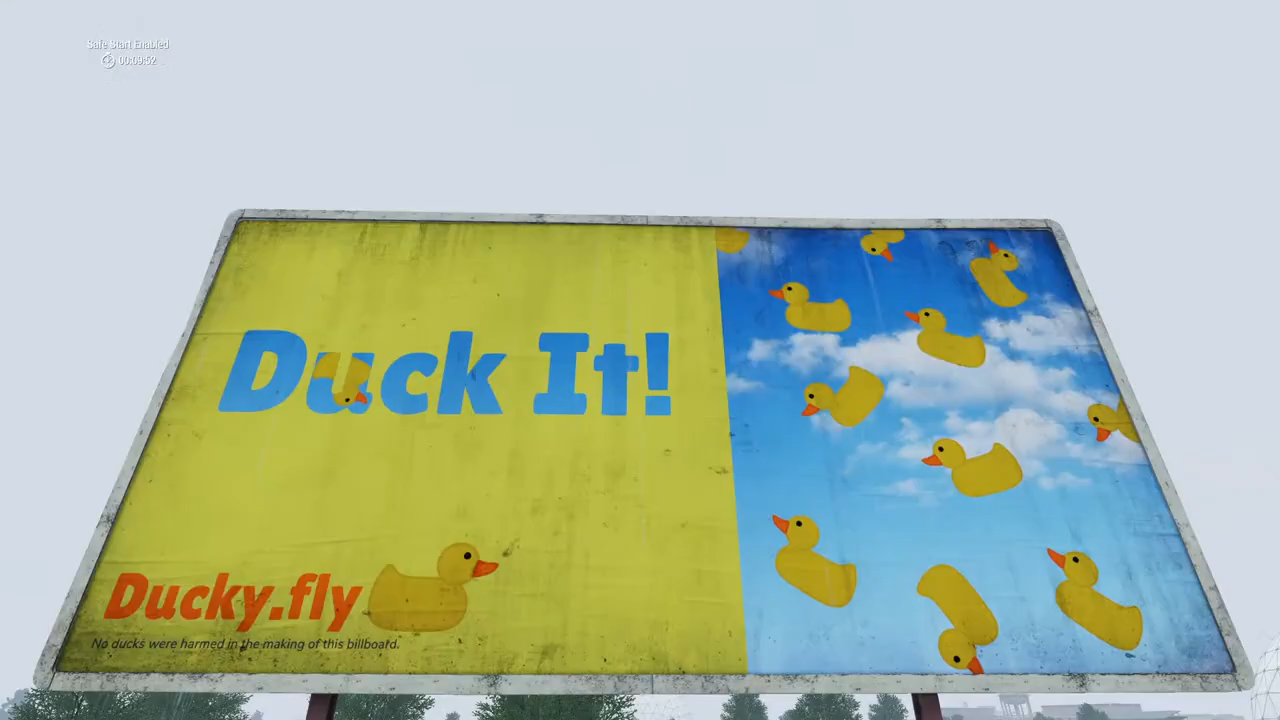 Safe Start Enabled
00:09:52
Duck It!
Ducky.fly
No ducks were harmed in the making of this billboard.